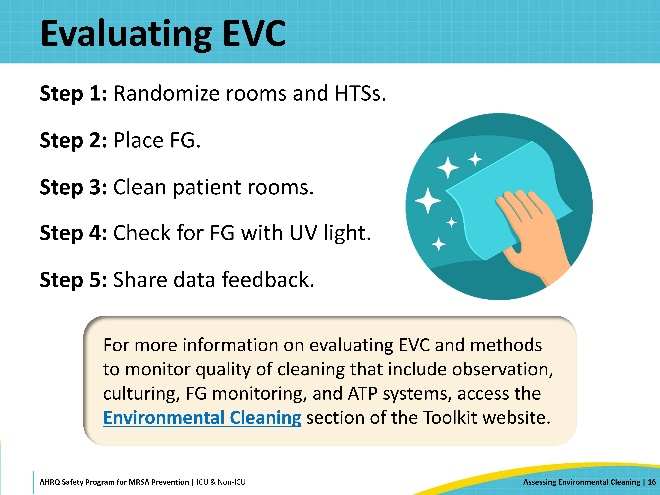 Evaluating EVC
Step 1: Randomize rooms and HTSs.
Step 2: Place FG.
Step 3: Clean patient rooms.
Step 4: Check for FG with UV light.
Step 5: Share data feedback.
For more information on evaluating EVC and methods
to monitor quality of cleaning that include observation,
culturing, FG monitoring, and ATP systems, access the
Environmental Cleaning section of the Toolkit website.
AHRQ Safety Program for MRSA Prevention | ICU & Non-ICU
Assessing Environmental Cleaning | 16